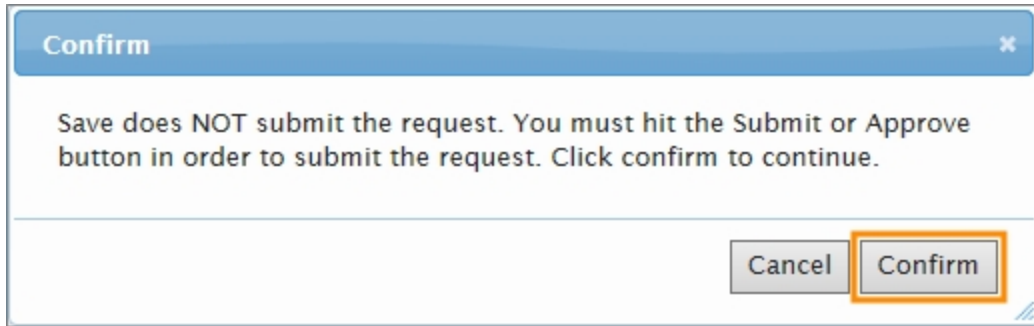 Confirm
Save does NOT submit the request. You must hit the Submit or Approve
button in order to submit the request. Click confirm to continue.
Cancel
Confirm